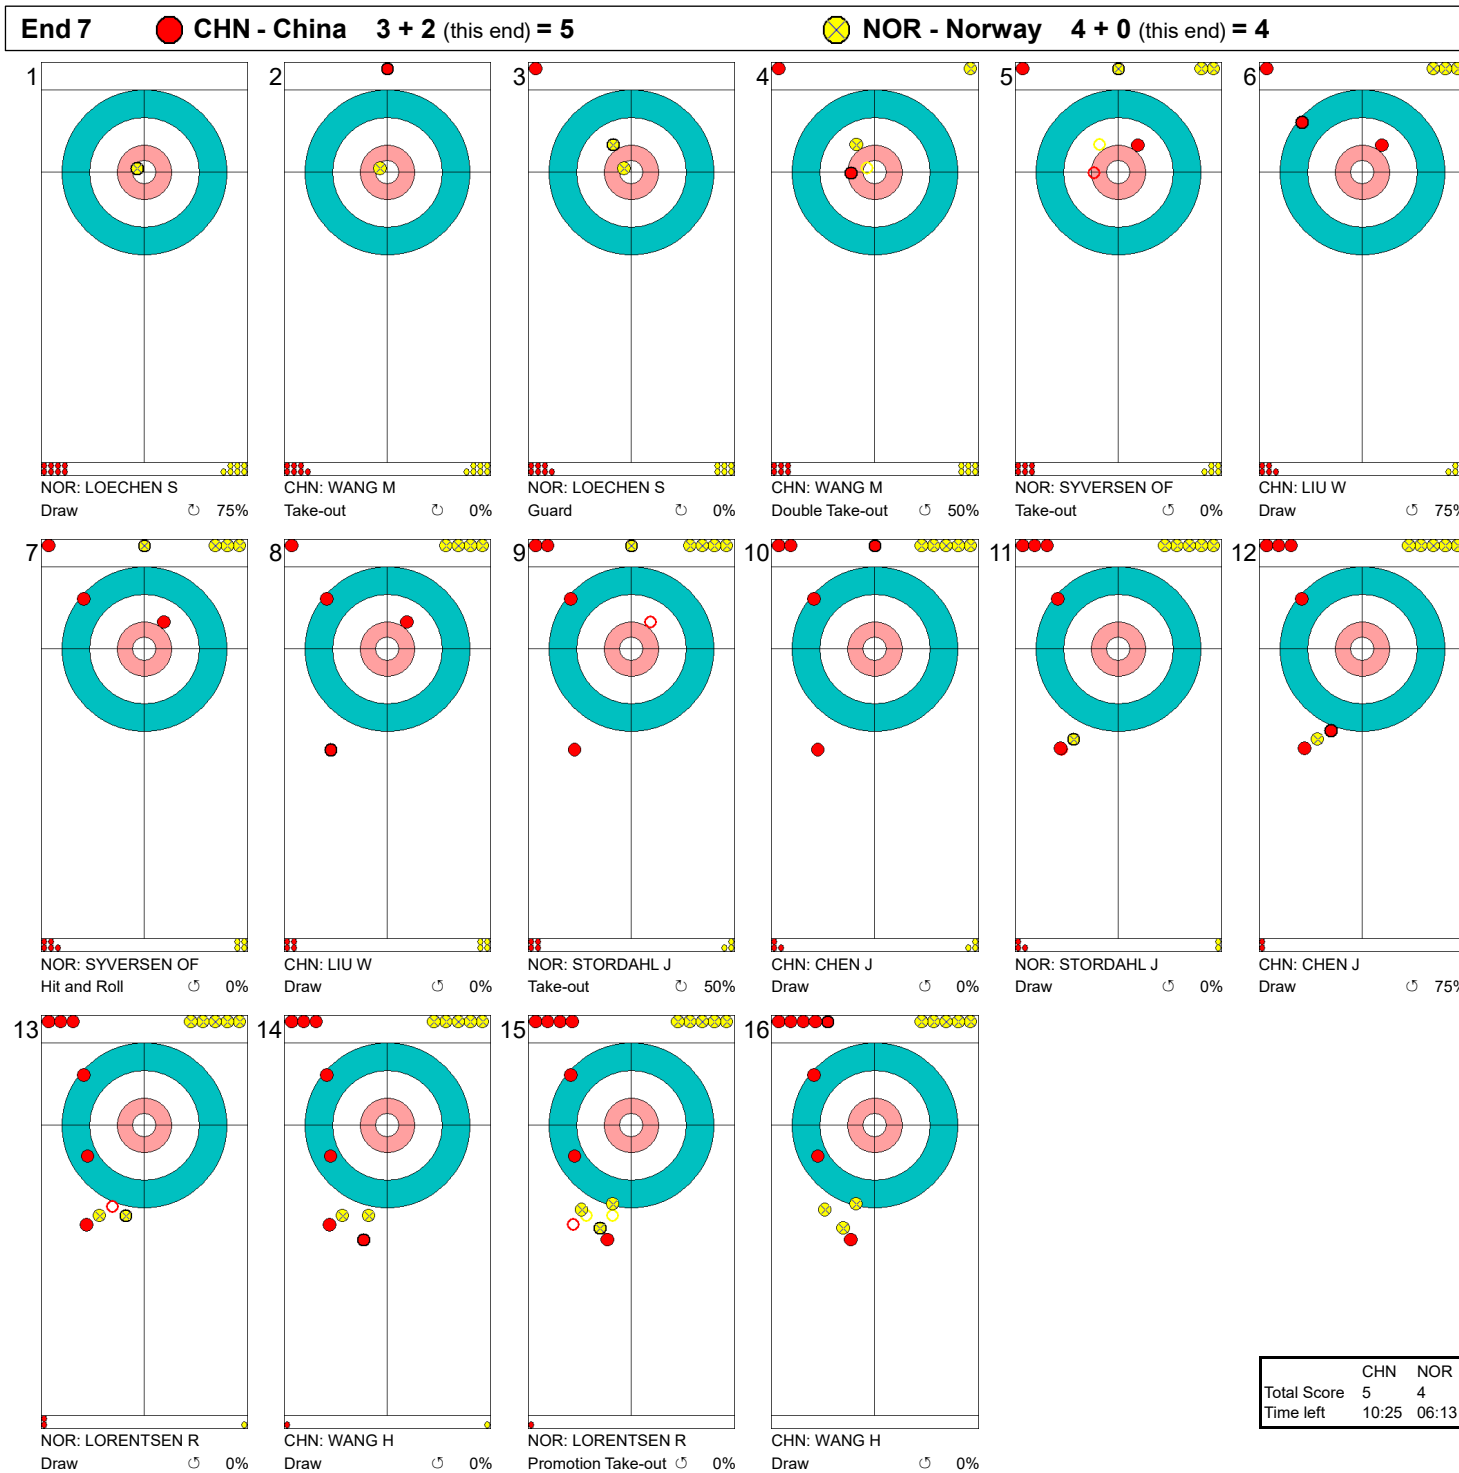 End 7 CHN - China 3 + 2 (this end) = 5 NOR - Norway 4 + 0 (this end) = 4
1 2 3 4 5 6
NOR: LOECHEN S CHN: WANG M NOR: LOECHEN S CHN: WANG M NOR: SYVERSEN OF CHN: LIU W
Draw 75% Take-out 0% Guard 0% Double Take-out 50% Take-out 0% Draw 75%
7 8 9 10 11 12
NOR: SYVERSEN OF CHN: LIU W NOR: STORDAHL J CHN: CHEN J NOR: STORDAHL J CHN: CHEN J
Hit and Roll 0% Draw 0% Take-out 50% Draw 0% Draw 0% Draw 75%
13 14 15 16
CHN NOR
Total Score 5 4
Time left 10:25 06:13
NOR: LORENTSEN R CHN: WANG H NOR: LORENTSEN R CHN: WANG H
Draw 0% Draw 0% Promotion Take-out 0% Draw 0%